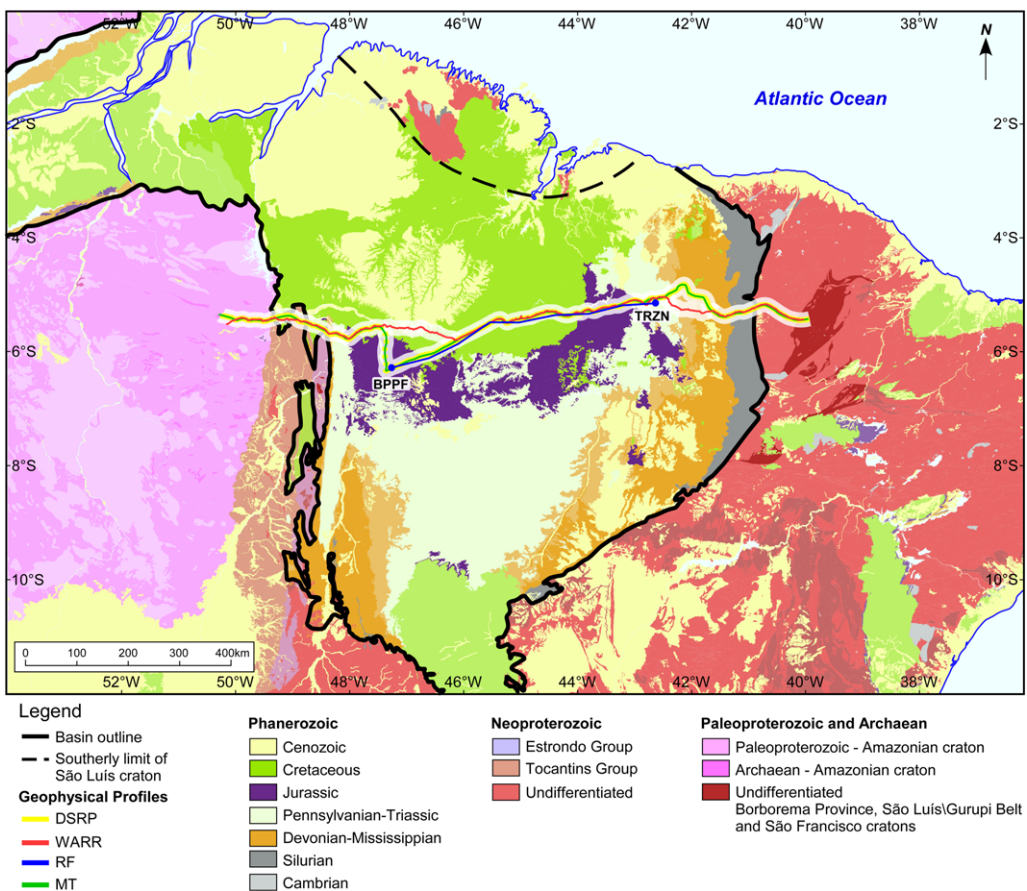 52°W 50°W 48°W 46°W 44°W 42°W 40°W 38°W
N
Atlantic Ocean
2°S 2°S
4°S 4°S
TRZN
6°S 6°S
BPPF
8°S 8°S
10°S 10°S
0 100 200 300 400km
52°W 50°W 48°W 46°W 44°W 42°W 40°W 38°W
Legend
Basin outline
Southerly limit of
São Luís craton
Geophysical Profiles
DSRP
WARR
RF
MT
Phanerozoic
Cenozoic
Cretaceous
Jurassic
Pennsylvanian-Triassic
Devonian-Mississippian
Silurian
Cambrian
Neoproterozoic
Estrondo Group
Tocantins Group
Undifferentiated
Paleoproterozoic and Archaean
Paleoproterozoic - Amazonian craton
Archaean - Amazonian craton
Undifferentiated
Borborema Province, São Luís\Gurupi Belt
and São Francisco cratons